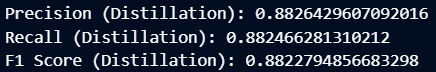 Precision (Distillation): 0.8826429607092016
Recall (Distillation): 0.882466281310212
F1 Score (Distillation): 0.8822794856683298